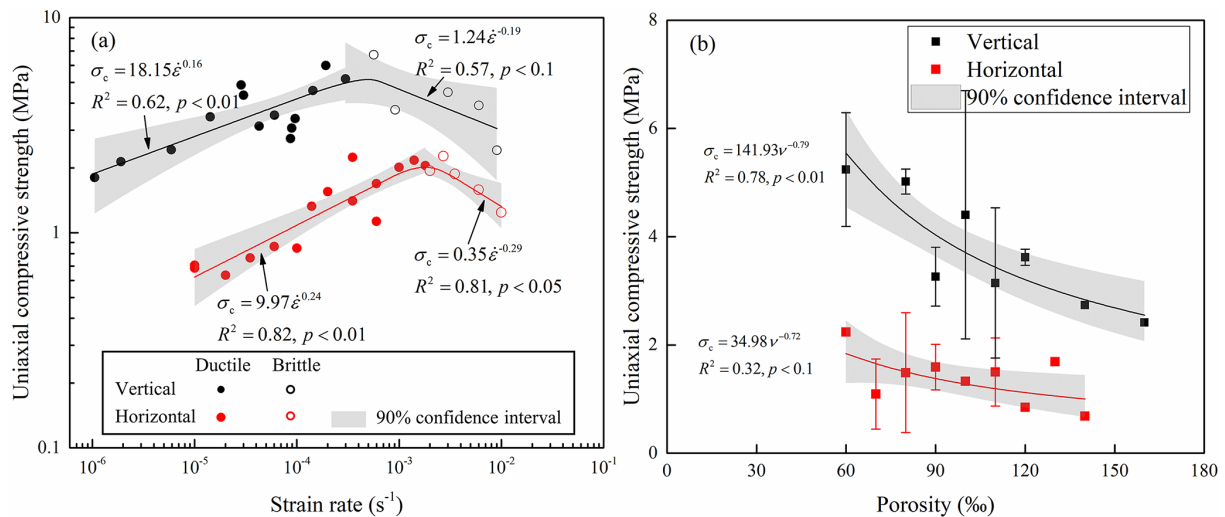 (a)
σc = 1.24ε̇^-0.19
R² = 0.57, p < 0.1
σc = 18.15ε̇^0.16
R² = 0.62, p < 0.01
σc = 0.35ε̇^-0.29
R² = 0.81, p < 0.05
σc = 9.97ε̇^0.24
R² = 0.82, p < 0.01
Ductile Brittle
Vertical
Horizontal
90% confidence interval
10
1
0.1
Uniaxial compressive strength (MPa)
10^-6 10^-5 10^-4 10^-3 10^-2 10^-1
Strain rate (s^-1)
(b)
Vertical
Horizontal
90% confidence interval
σc = 141.93ν^-0.79
R² = 0.78, p < 0.01
σc = 34.98ν^-0.72
R² = 0.32, p < 0.1
8
6
4
2
0
Uniaxial compressive strength (MPa)
0 30 60 90 120 150 180
Porosity (‰)